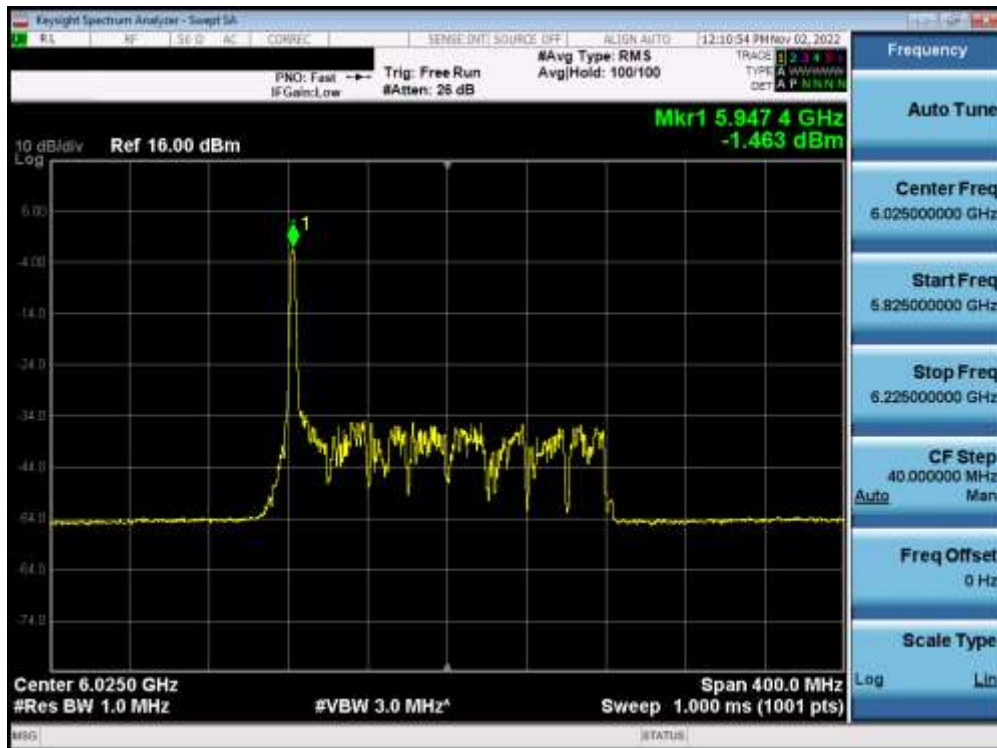 Keysight Spectrum Analyzer - Swept SA
RL RF 50 Ω AC CORREC SENSE:INT SOURCE OFF ALIGN AUTO 12:10:54 PM Nov 02, 2022
PNO: Fast Trig: Free Run #Avg Type: RMS TRACE 1 2 3 4 5 6
IFGain:Low #Atten: 26 dB Avg|Hold: 100/100 TYPE A WWWWW
DET A P N N N N
Frequency
Mkr1 5.947 4 GHz
-1.463 dBm
10 dB/div Ref 16.00 dBm
Log
6.00
1
-4.00
-14.0
-24.0
-34.0
-44.0
-54.0
-64.0
-74.0
Center 6.0250 GHz Span 400.0 MHz
#Res BW 1.0 MHz #VBW 3.0 MHz* Sweep 1.000 ms (1001 pts)
MSG STATUS
Auto Tune
Center Freq
6.025000000 GHz
Start Freq
5.825000000 GHz
Stop Freq
6.225000000 GHz
CF Step
40.000000 MHz
Auto Man
Freq Offset
0 Hz
Scale Type
Log Lin